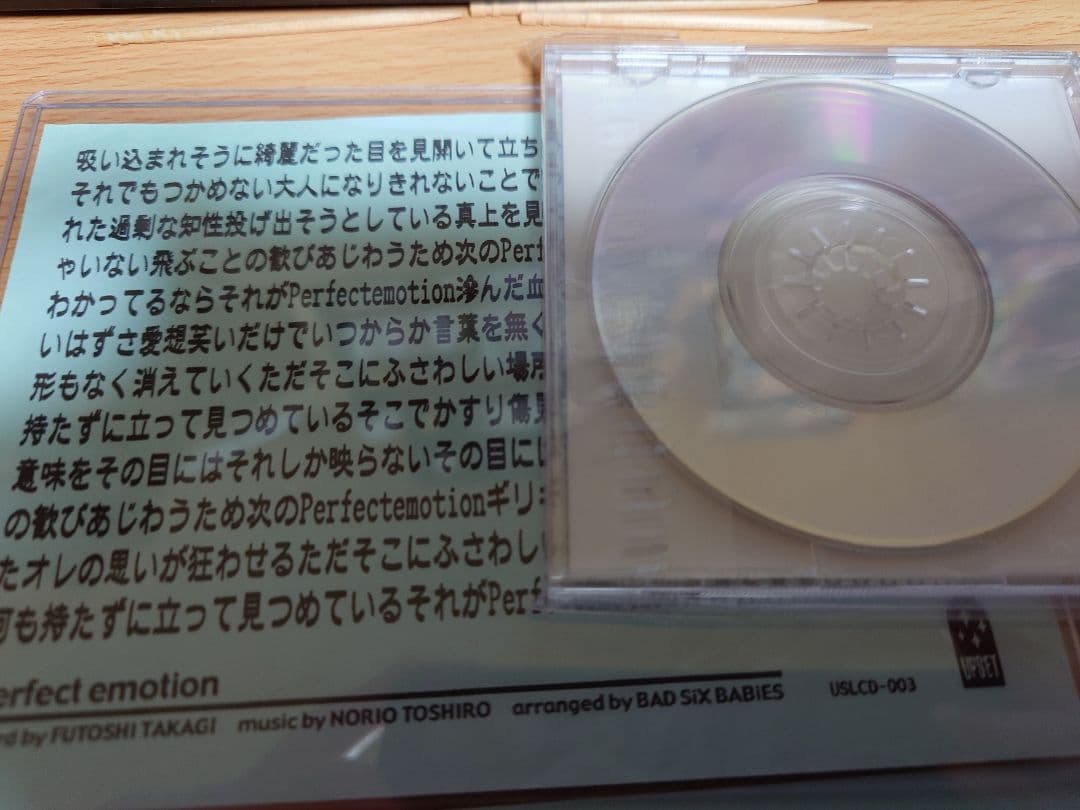 吸い込まれそうに綺麗だった目を見開いて立ち
それでもつかめない大人になりきれないことで
れた過剰な知性投げ出そうとしている真上を見
ゃいない飛ぶことの歓びあじわうため次のPerf
わかってるならそれがPerfectemotion滲んだ血
いはずさ愛想笑いだけでいつからか言葉を無く
形もなく消えていくただそこにふさわしい場所
持たずに立って見つめているそこでかすり傷見
意味をその目にはそれしか映らないその目には
の歓びあじわうため次のPerfectemotionギリ
たオレの思いが狂わせるただそこにふさわし
何も持たずに立って見つめているそれがPerf
erfect emotion
rd by FUTOSHI TAKAGI music by NORIO TOSHIRO arranged by BAD SiX BABiES USLCD-003
UPSET